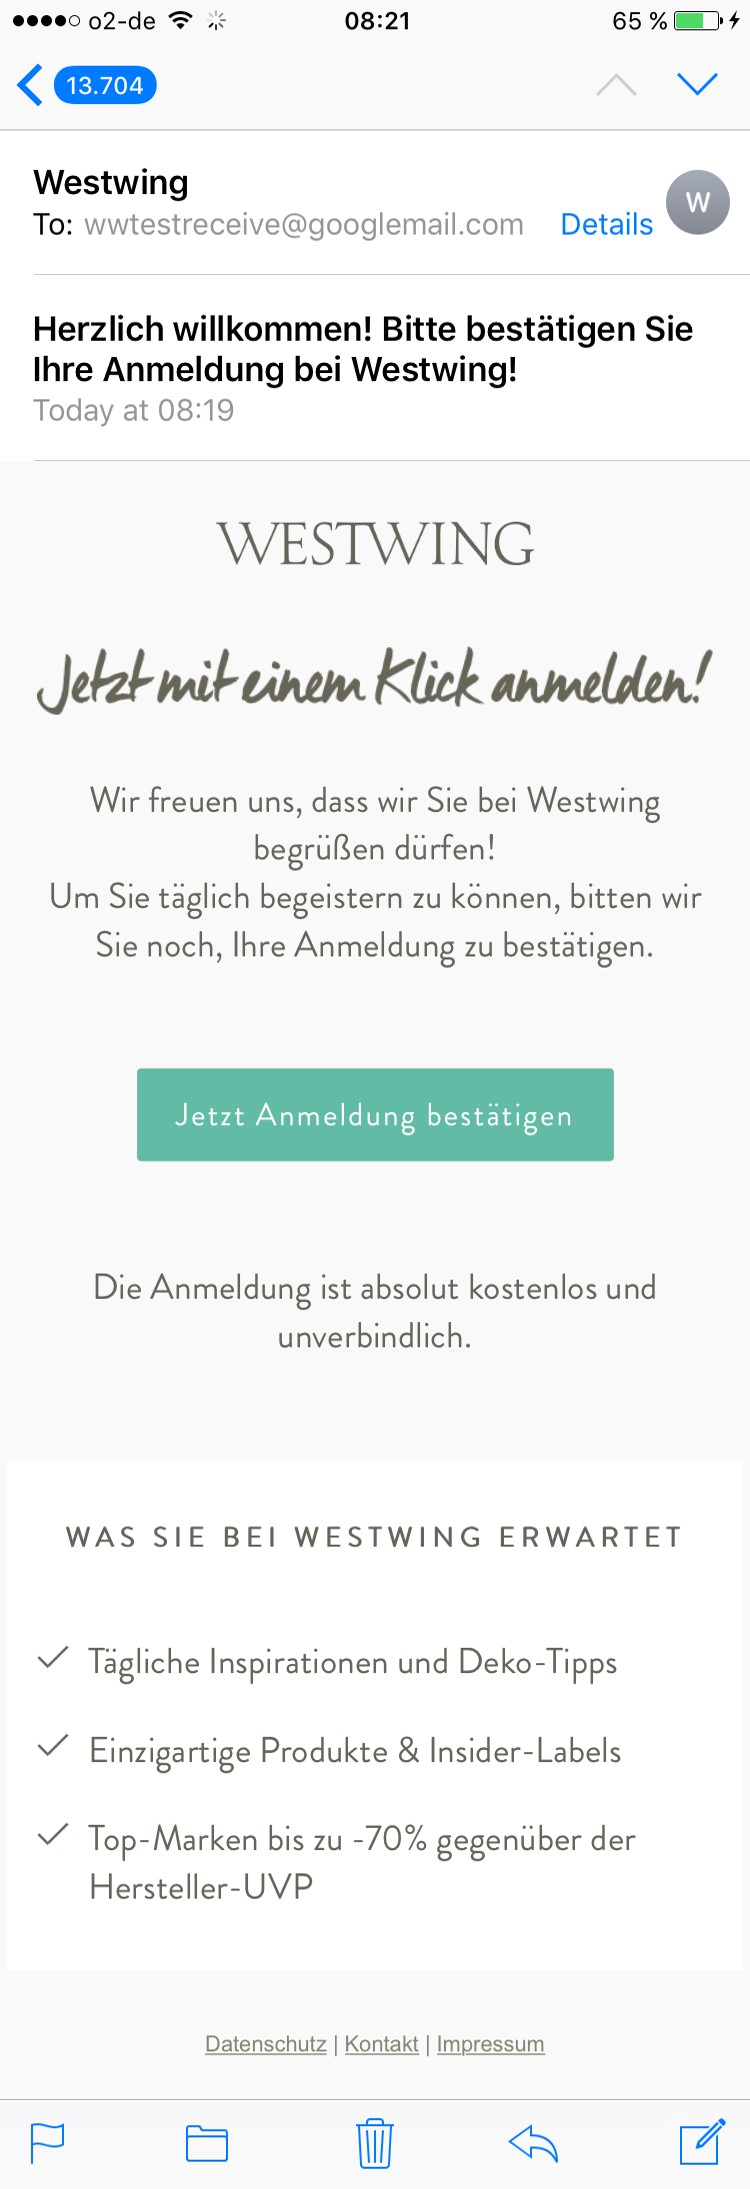 o2-de 08:21 65 %
13.704
Westwing
To: wwtestreceive@googlemail.com Details W
Herzlich willkommen! Bitte bestätigen Sie
Ihre Anmeldung bei Westwing!
Today at 08:19
WESTWING
Jetzt mit einem Klick anmelden!
Wir freuen uns, dass wir Sie bei Westwing
begrüßen dürfen!
Um Sie täglich begeistern zu können, bitten wir
Sie noch, Ihre Anmeldung zu bestätigen.
Jetzt Anmeldung bestätigen
Die Anmeldung ist absolut kostenlos und
unverbindlich.
WAS SIE BEI WESTWING ERWARTET
Tägliche Inspirationen und Deko-Tipps
Einzigartige Produkte & Insider-Labels
Top-Marken bis zu -70% gegenüber der
Hersteller-UVP
Datenschutz | Kontakt | Impressum